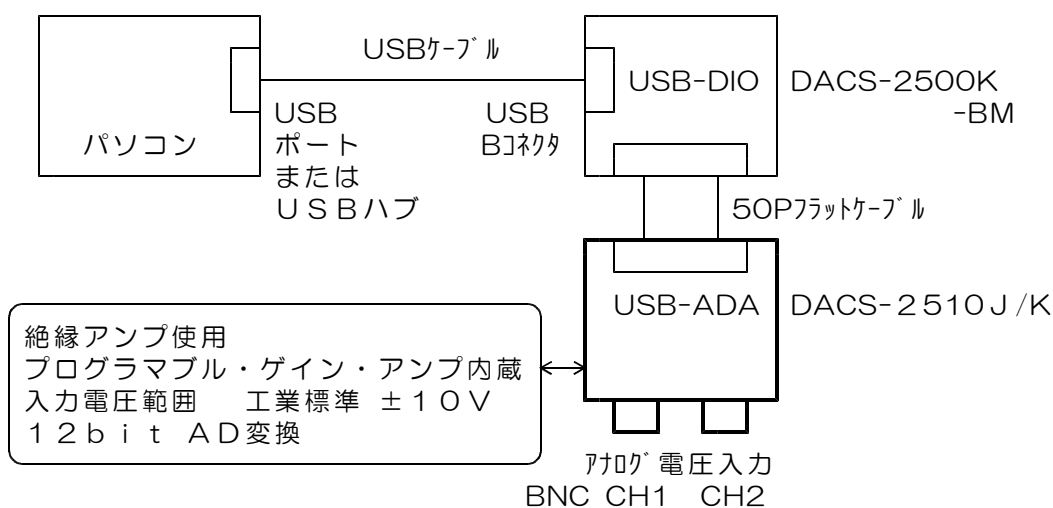 USBｹｰﾌﾞﾙ
USB-DIO
DACS-2500K
-BM
パソコン
USB
ポート
または
ＵＳＢハブ
USB
Bｺﾈｸﾀ
50Pﾌﾗｯﾄｹｰﾌﾞﾙ
USB-ADA
DACS-２５１０Ｊ/K
絶縁アンプ使用
プログラマブル・ゲイン・アンプ内蔵
入力電圧範囲　工業標準 ±１０Ｖ
１２ｂｉｔ ＡＤ変換
ｱﾅﾛｸﾞ電圧入力
BNC CH1 CH2